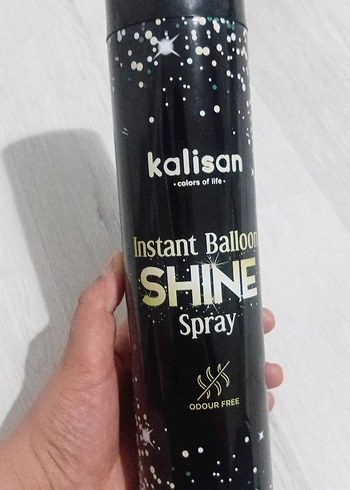 kalisan
• colors of life •
Instant Balloon
SHINE
Spray
ODOUR FREE